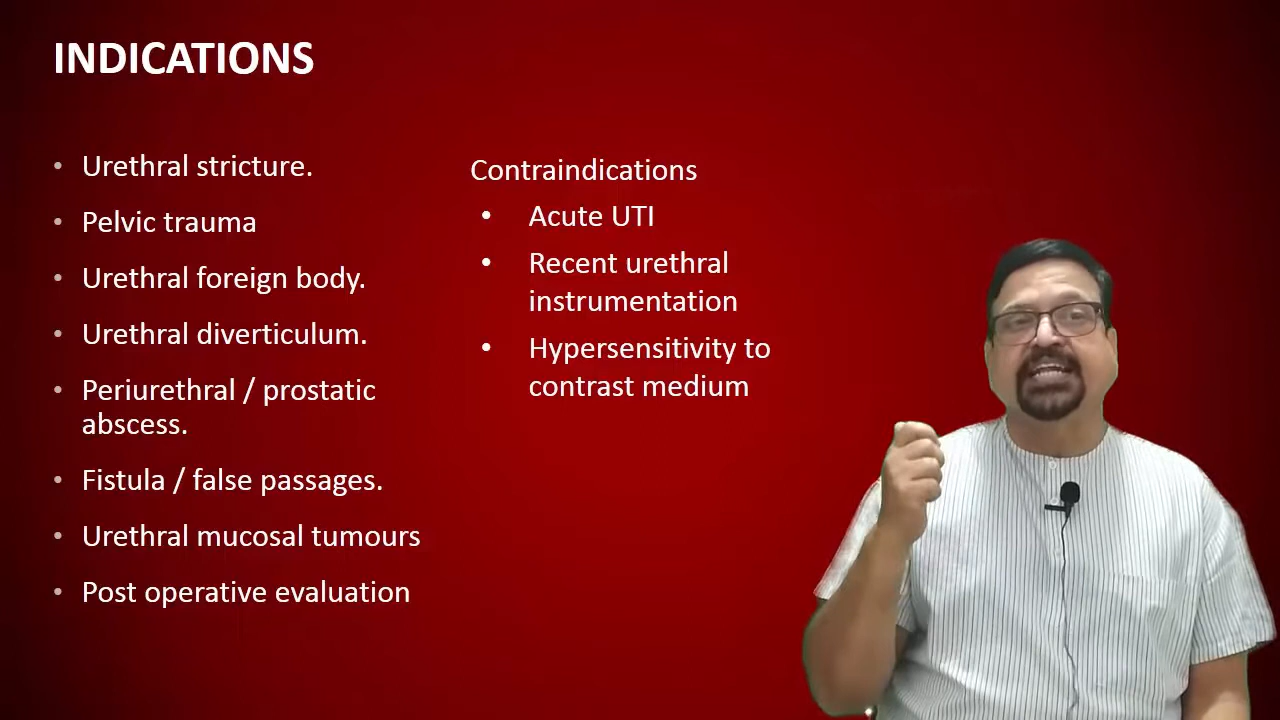 INDICATIONS
• Urethral stricture.
• Pelvic trauma
• Urethral foreign body.
• Urethral diverticulum.
• Periurethral / prostatic
abscess.
• Fistula / false passages.
• Urethral mucosal tumours
• Post operative evaluation
Contraindications
• Acute UTI
• Recent urethral
instrumentation
• Hypersensitivity to
contrast medium